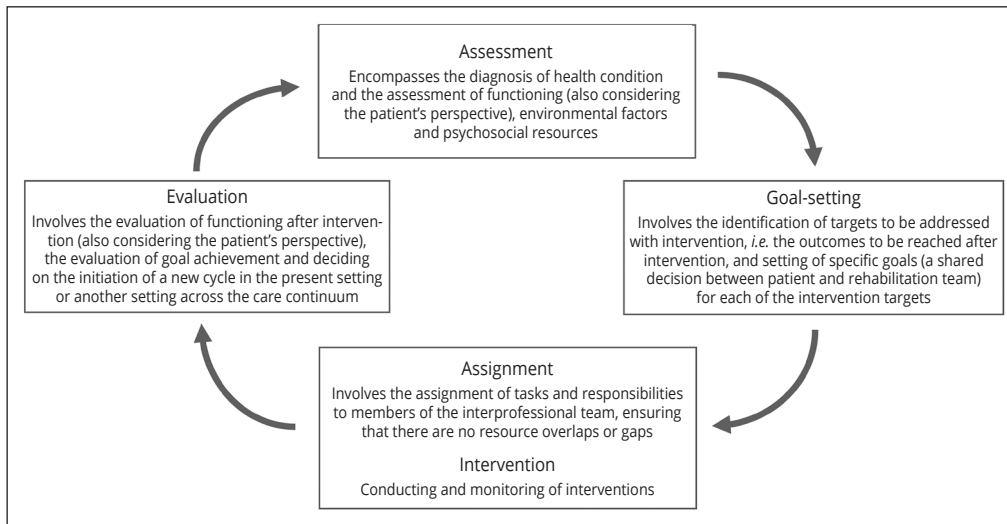 Assessment
Encompasses the diagnosis of health condition
and the assessment of functioning (also considering
the patient's perspective), environmental factors
and psychosocial resources
Goal-setting
Involves the identification of targets to be addressed
with intervention, i.e. the outcomes to be reached after
intervention, and setting of specific goals (a shared
decision between patient and rehabilitation team)
for each of the intervention targets
Assignment
Involves the assignment of tasks and responsibilities
to members of the interprofessional team, ensuring
that there are no resource overlaps or gaps
Intervention
Conducting and monitoring of interventions
Evaluation
Involves the evaluation of functioning after interven-
tion (also considering the patient's perspective),
the evaluation of goal achievement and deciding
on the initiation of a new cycle in the present setting
or another setting across the care continuum